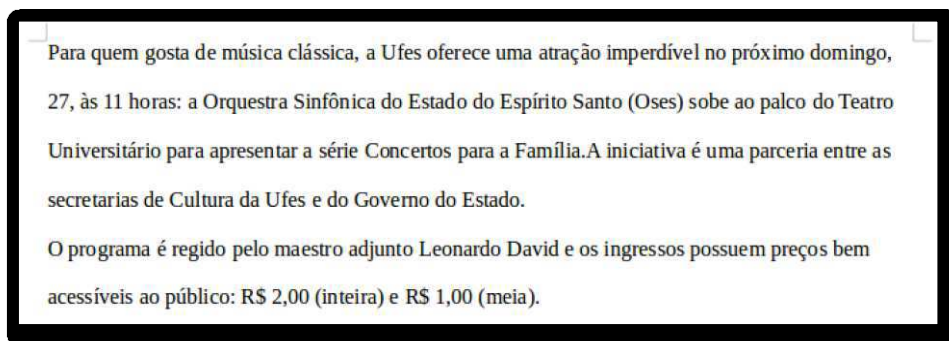 Para quem gosta de música clássica, a Ufes oferece uma atração imperdível no próximo domingo,
27, às 11 horas: a Orquestra Sinfônica do Estado do Espírito Santo (Oses) sobe ao palco do Teatro
Universitário para apresentar a série Concertos para a Família.A iniciativa é uma parceria entre as
secretarias de Cultura da Ufes e do Governo do Estado.
O programa é regido pelo maestro adjunto Leonardo David e os ingressos possuem preços bem
acessíveis ao público: R$ 2,00 (inteira) e R$ 1,00 (meia).